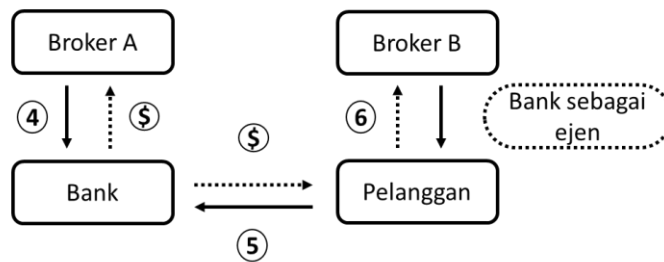 Broker A
Broker B
4
$
$
6
Bank sebagai
ejen
Bank
Pelanggan
5